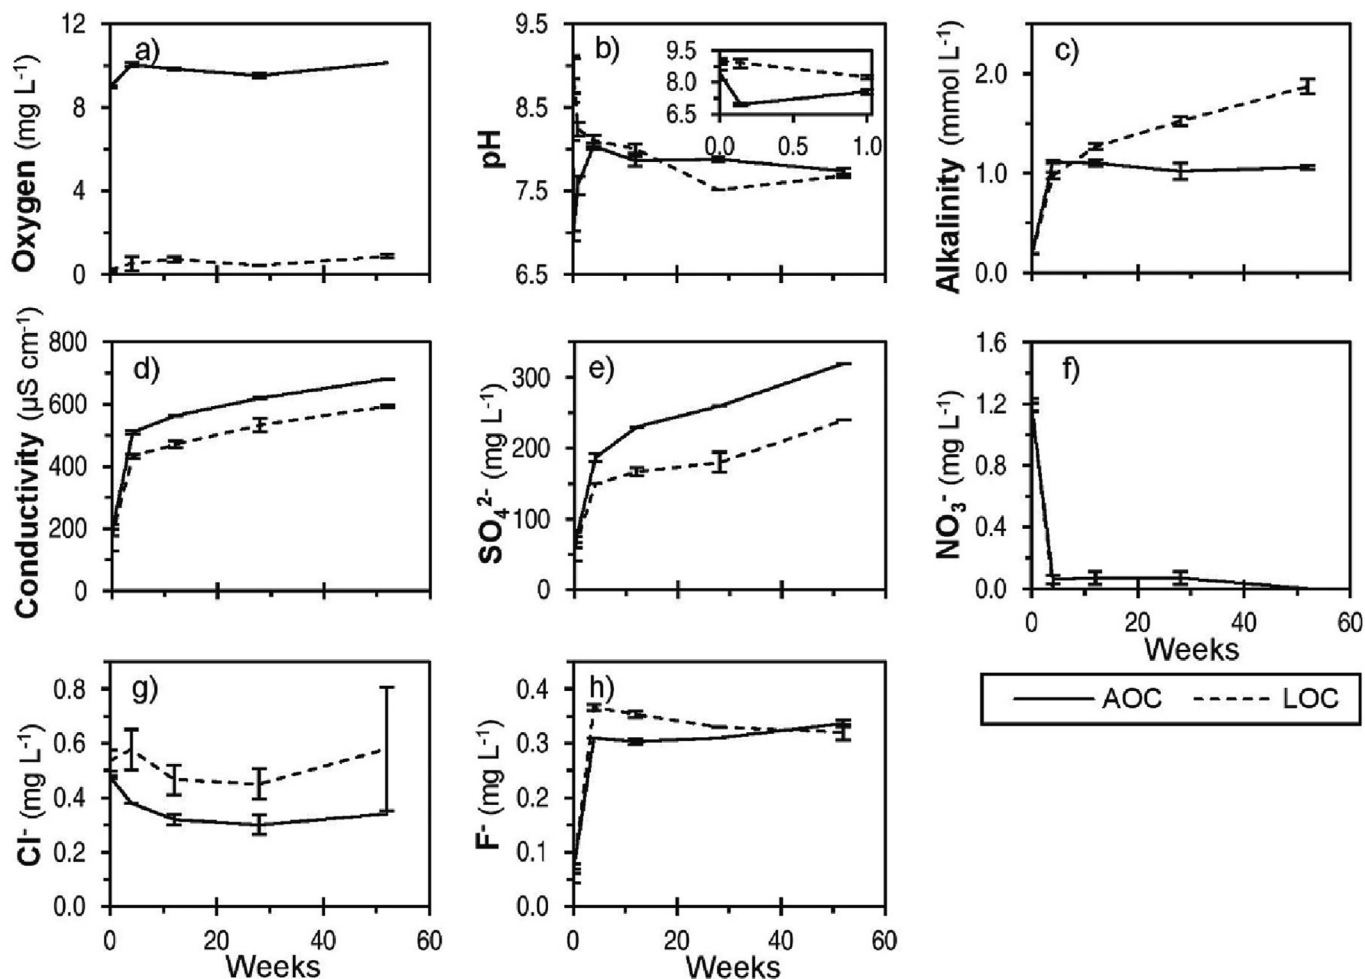 a)
12
8
4
0
Oxygen (mg L⁻¹)
b)
9.5
8.5
7.5
6.5
pH
9.5
8.0
6.5
0.0 0.5 1.0
c)
2.0
1.0
0.0
Alkalinity (mmol L⁻¹)
d)
800
600
400
200
0
Conductivity (µS cm⁻¹)
e)
300
200
100
0
SO₄²⁻ (mg L⁻¹)
f)
1.6
1.2
0.8
0.4
0.0
NO₃⁻ (mg L⁻¹)
0 20 40 60
Weeks
g)
0.8
0.6
0.4
0.2
0.0
Cl⁻ (mg L⁻¹)
0 20 40 60
Weeks
h)
0.4
0.3
0.2
0.1
0.0
F⁻ (mg L⁻¹)
0 20 40 60
Weeks
AOC LOC